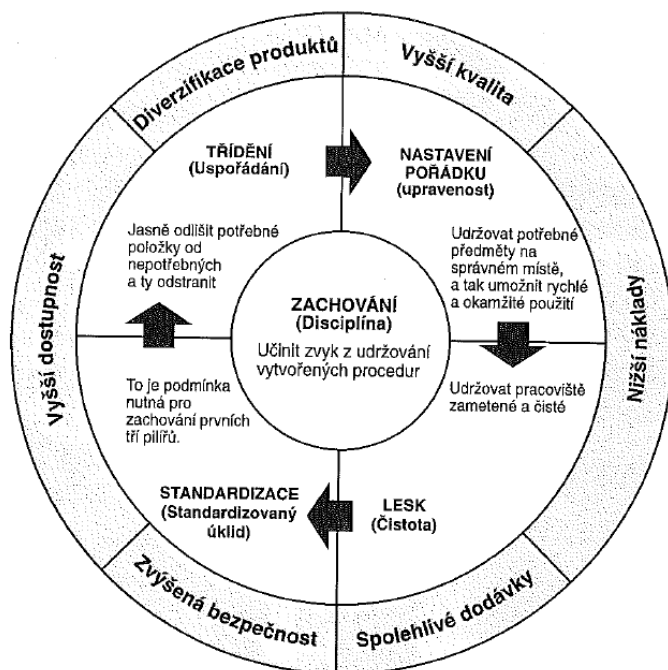 Diverzifikace produktů
Vyšší kvalita
Nižší náklady
Spolehlivé dodávky
Zvýšená bezpečnost
Vyšší dostupnost
TŘÍDĚNÍ
(Uspořádání)
Jasně odlišit potřebné
položky od
nepotřebných
a ty odstranit
NASTAVENÍ
POŘÁDKU
(upravenost)
Udržovat potřebné
předměty na
správném místě,
a tak umožnit rychlé
a okamžité použití
ZACHOVÁNÍ
(Disciplína)
Učinit zvyk z udržování
vytvořených procedur
Udržovat pracoviště
zametené a čisté
LESK
(Čistota)
To je podmínka
nutná pro
zachování prvních
tří pilířů.
STANDARDIZACE
(Standardizovaný
úklid)